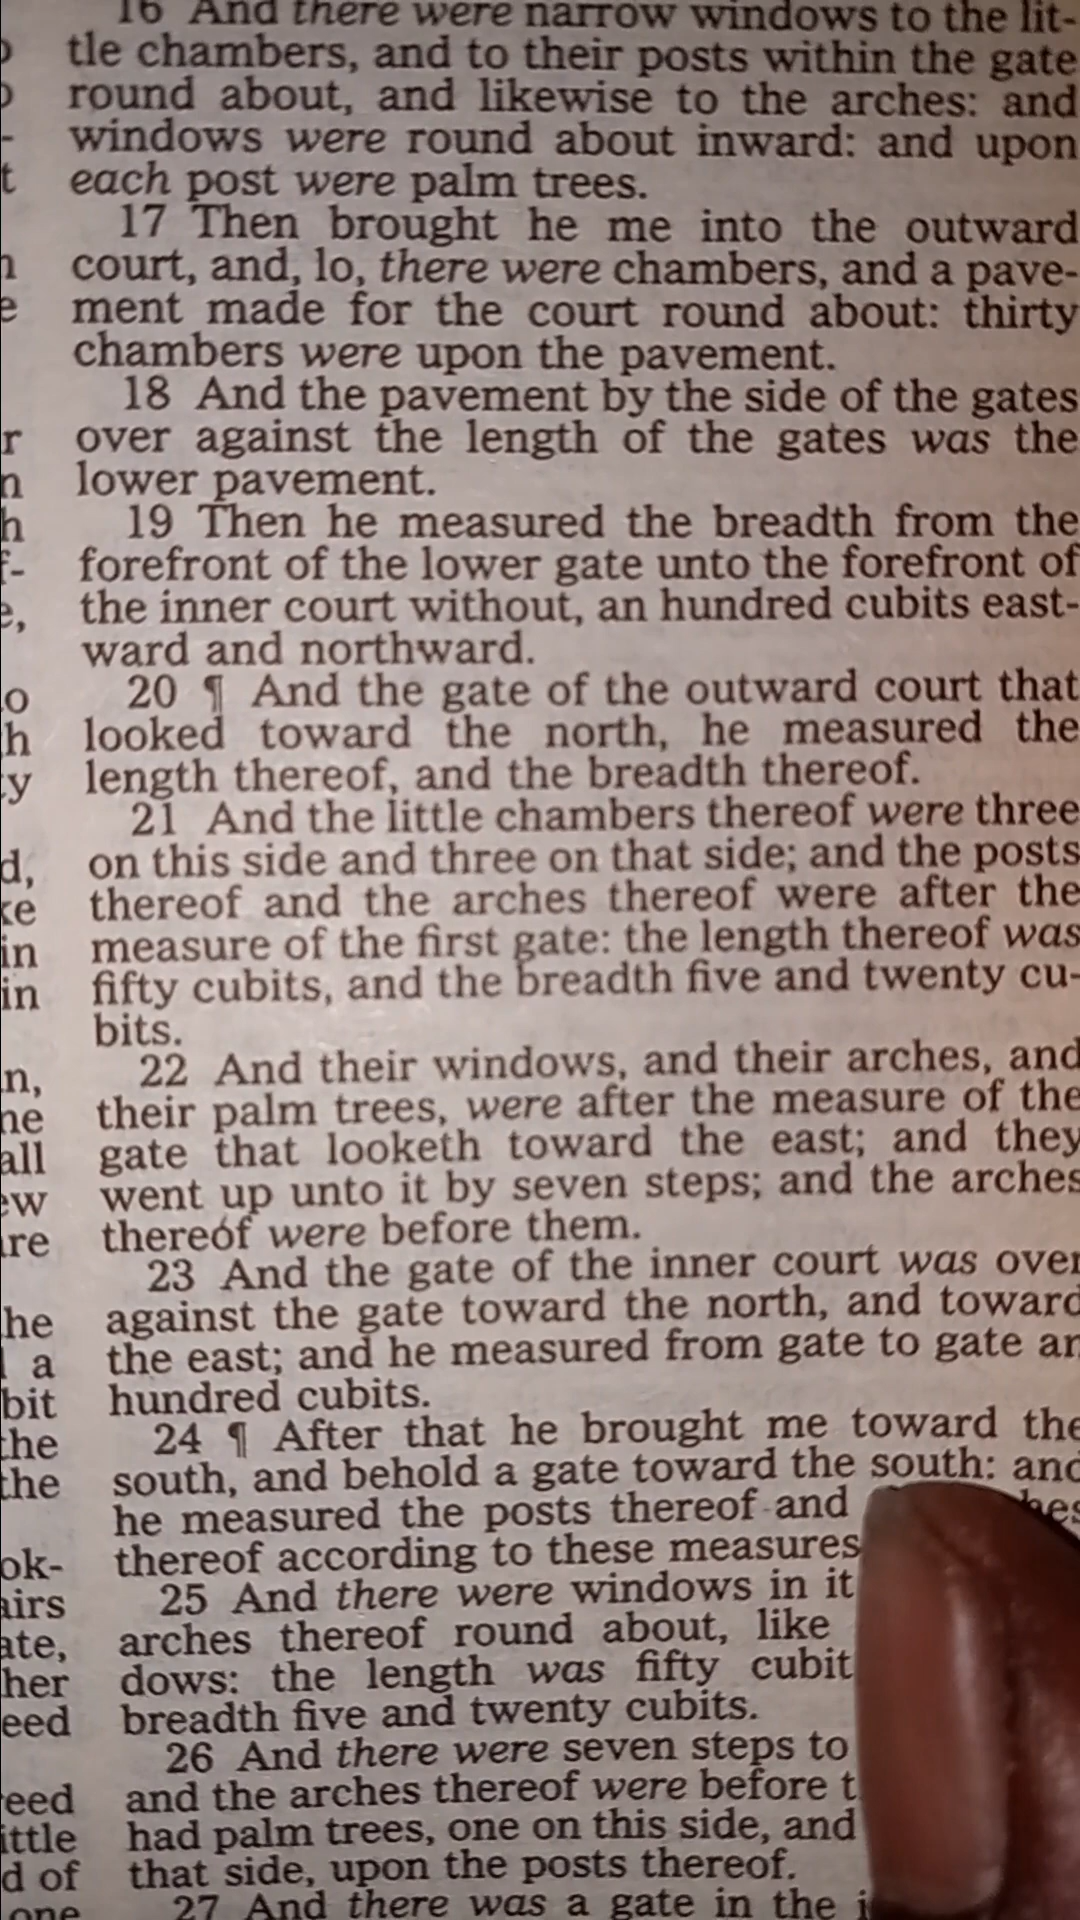 16 And there were narrow windows to the lit-
tle chambers, and to their posts within the gate
round about, and likewise to the arches: and
windows were round about inward: and upon
each post were palm trees.
17 Then brought he me into the outward
court, and, lo, there were chambers, and a pave-
ment made for the court round about: thirty
chambers were upon the pavement.
18 And the pavement by the side of the gates
over against the length of the gates was the
lower pavement.
19 Then he measured the breadth from the
forefront of the lower gate unto the forefront of
the inner court without, an hundred cubits east-
ward and northward.
20 ¶ And the gate of the outward court that
looked toward the north, he measured the
length thereof, and the breadth thereof.
21 And the little chambers thereof were three
on this side and three on that side; and the posts
thereof and the arches thereof were after the
measure of the first gate: the length thereof was
fifty cubits, and the breadth five and twenty cu-
bits.
22 And their windows, and their arches, and
their palm trees, were after the measure of the
gate that looketh toward the east; and they
went up unto it by seven steps; and the arches
thereof were before them.
23 And the gate of the inner court was over
against the gate toward the north, and toward
the east; and he measured from gate to gate an
hundred cubits.
24 ¶ After that he brought me toward the
south, and behold a gate toward the south: and
he measured the posts thereof and
thereof according to these measures
25 And there were windows in it
arches thereof round about, like
dows: the length was fifty cubit
breadth five and twenty cubits.
26 And there were seven steps to
and the arches thereof were before
had palm trees, one on this side, and
that side, upon the posts thereof.
27 And there was a gate in the